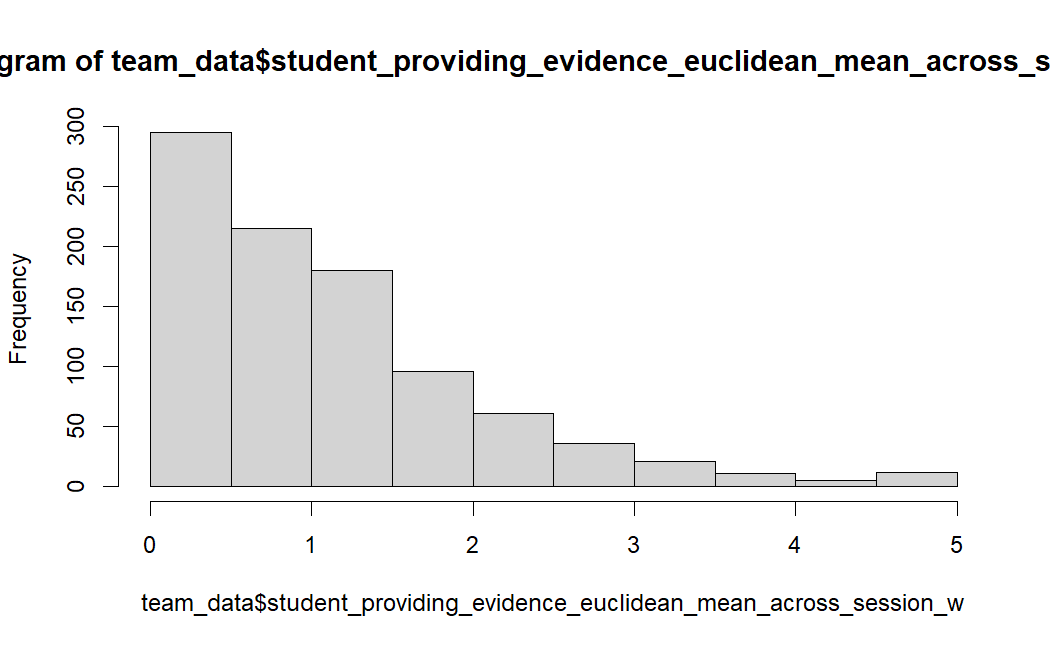 gram of team_data$student_providing_evidence_euclidean_mean_across_s
Frequency
300
250
200
150
100
50
0
0 1 2 3 4 5
team_data$student_providing_evidence_euclidean_mean_across_session_w